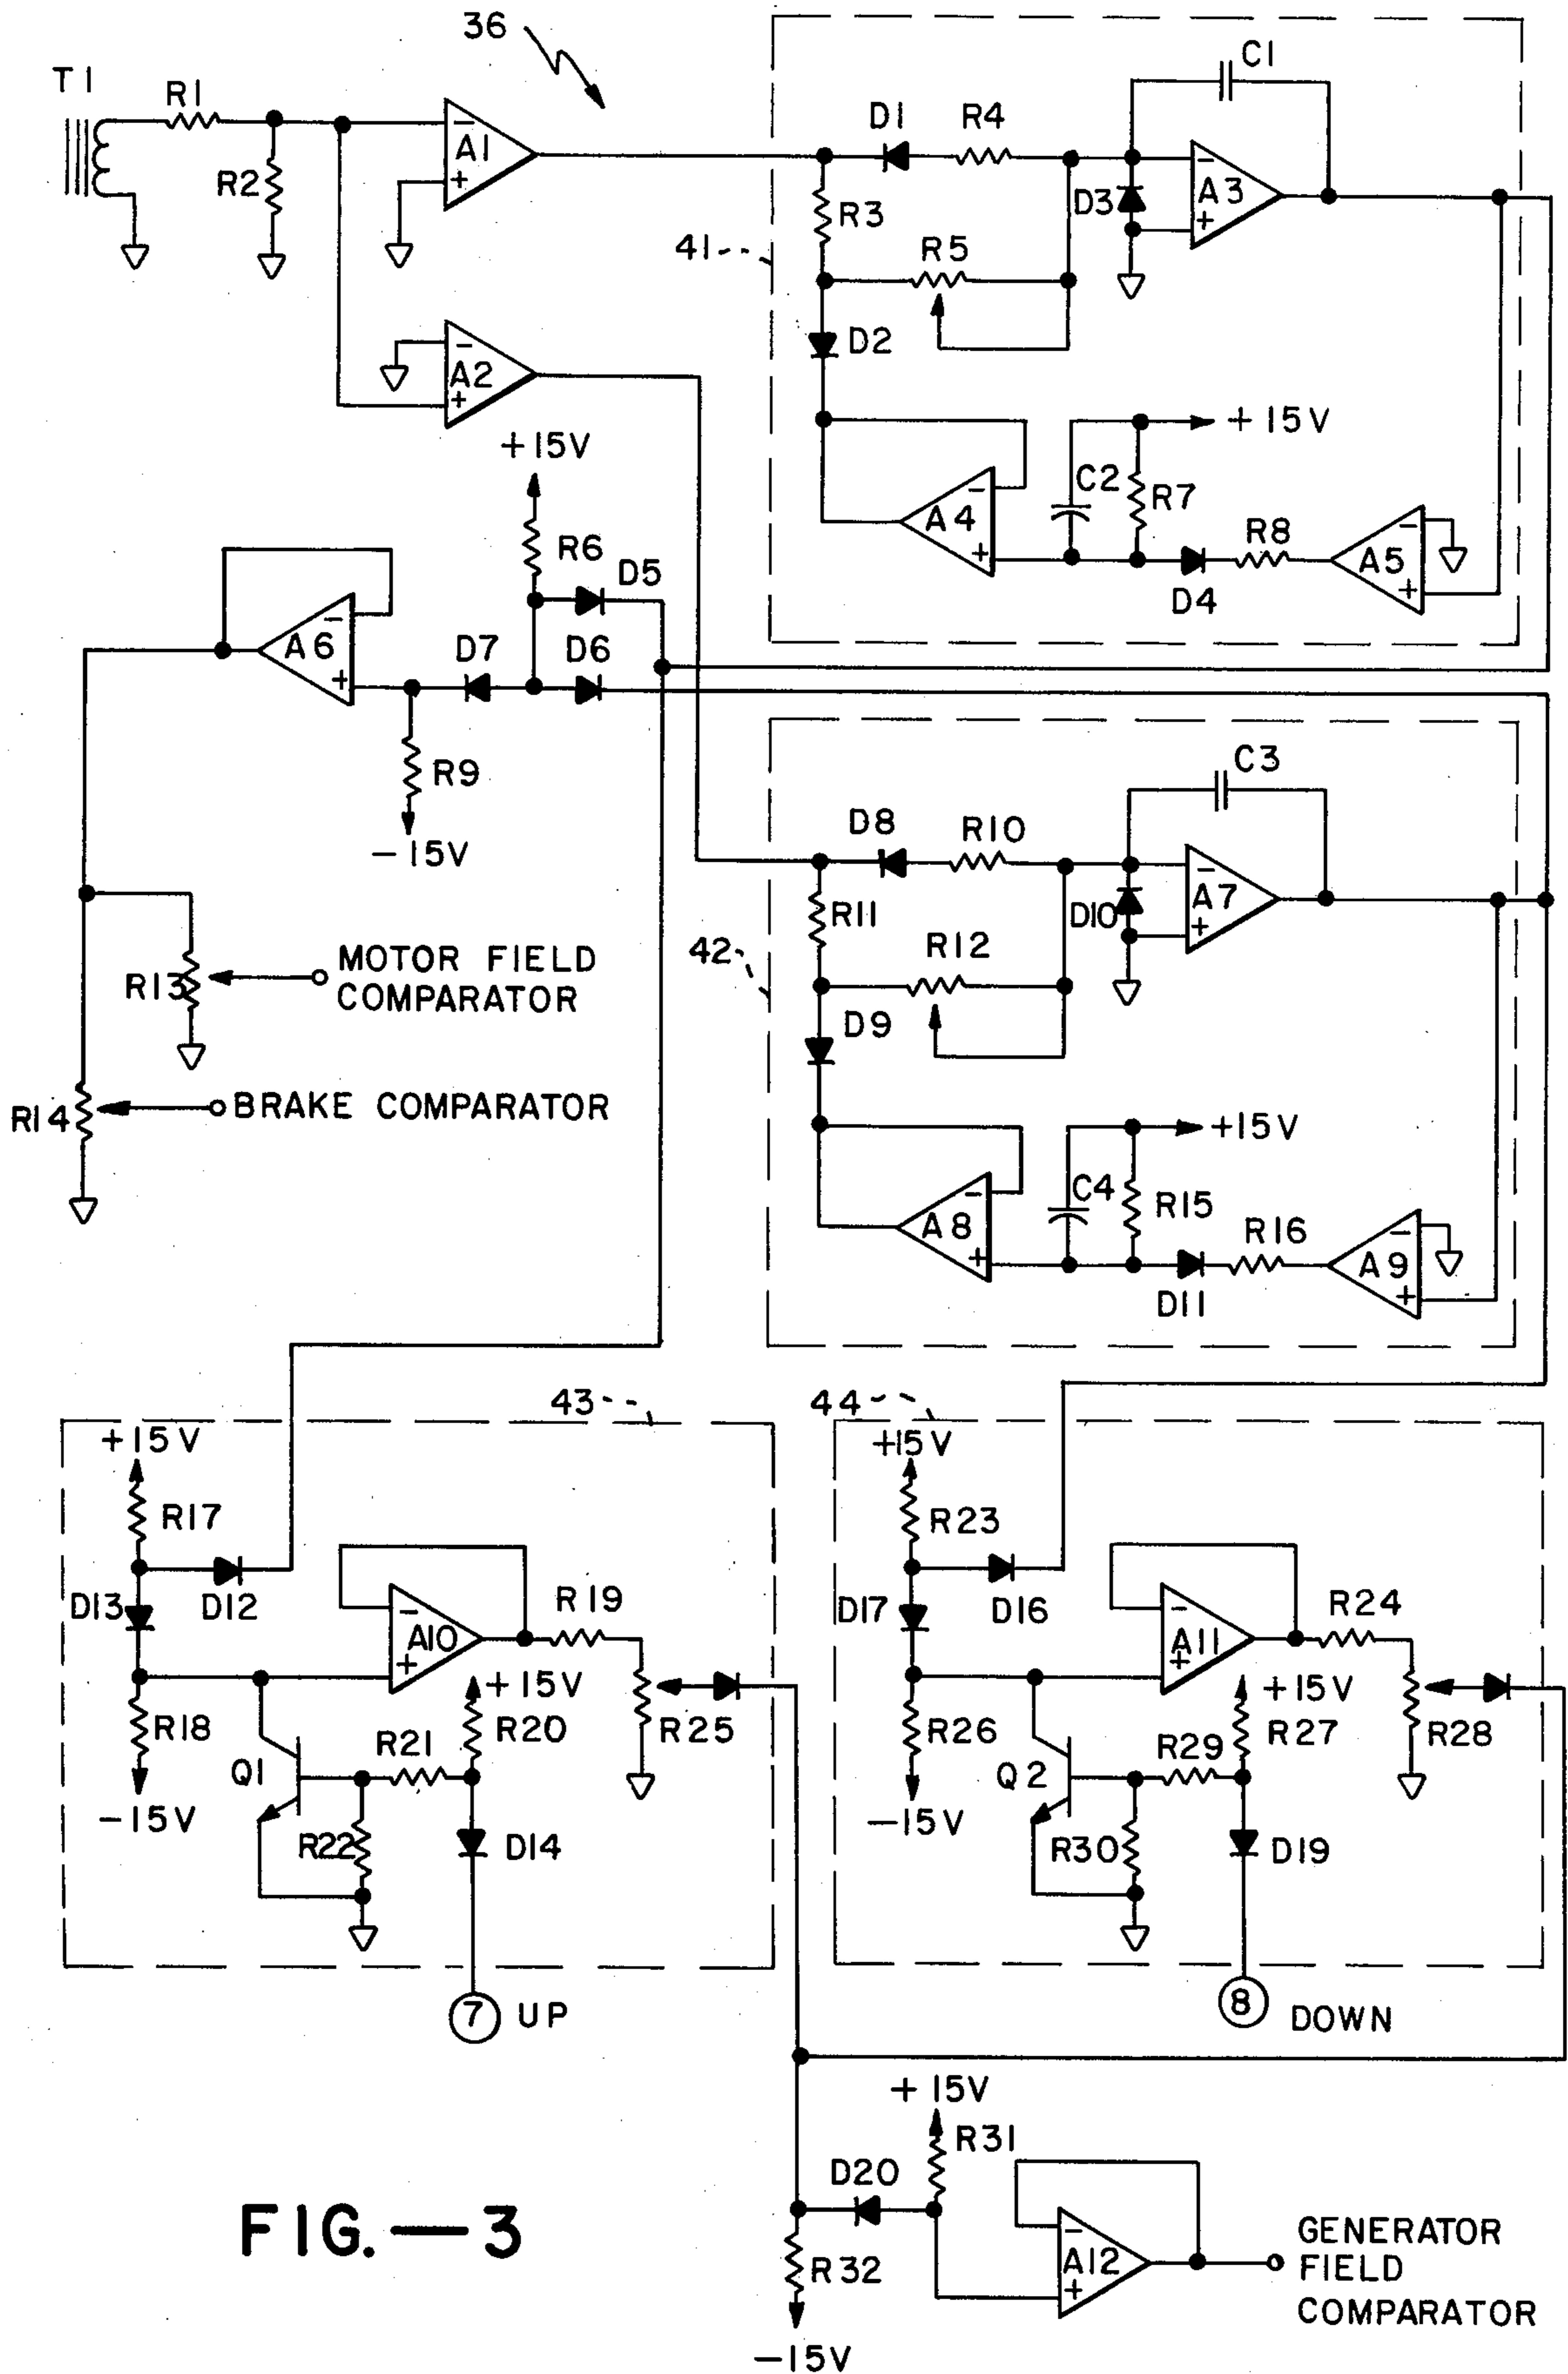 36
T1
R1
R2
A1
−
+
A2
−
+
41
D1
R4
C1
R3
R5
D3
A3
−
+
D2
+15V
C2
R7
A4
−
+
D4
R8
A5
−
+
+15V
R6
D5
A6
−
+
D7
D6
R9
−15V
R13
MOTOR FIELD
COMPARATOR
R14
BRAKE COMPARATOR
42
D8
R10
C3
R11
R12
D10
A7
−
+
D9
+15V
C4
R15
A8
−
+
D11
R16
A9
−
+
43
+15V
R17
D13
D12
A10
−
+
R19
R18
−15V
Q1
R21
+15V
R20
R25
R22
D14
7 UP
44
+15V
R23
D17
D16
A11
−
+
R24
R26
−15V
Q2
R29
+15V
R27
R28
R30
D19
8 DOWN
+15V
R31
D20
R32
−15V
A12
−
+
GENERATOR
FIELD
COMPARATOR
FIG.—3